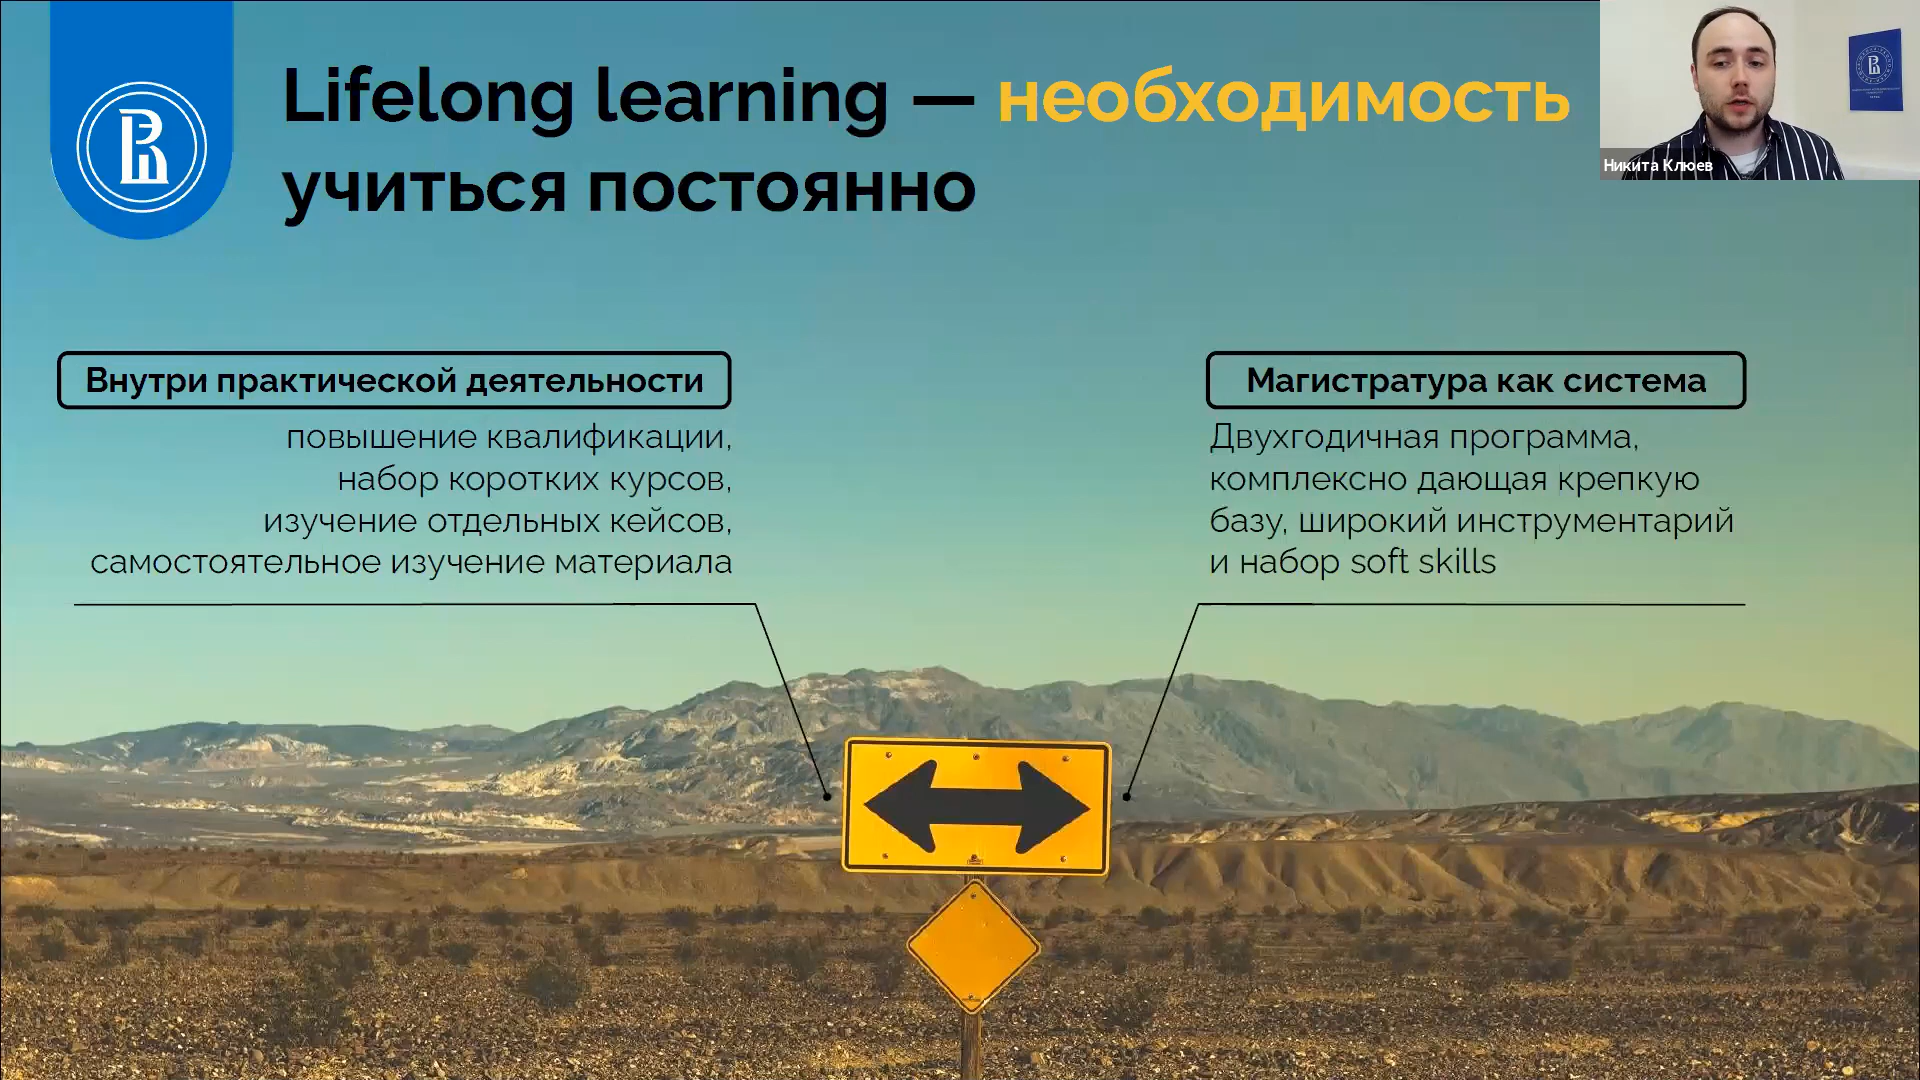 Lifelong learning — необходимость
учиться постоянно
Никита Клюев
Внутри практической деятельности
повышение квалификации,
набор коротких курсов,
изучение отдельных кейсов,
самостоятельное изучение материала
Магистратура как система
Двухгодичная программа,
комплексно дающая крепкую
базу, широкий инструментарий
и набор soft skills